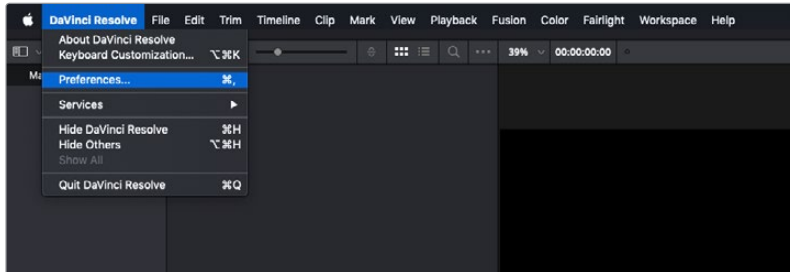 DaVinci Resolve File Edit Trim Timeline Clip Mark View Playback Fusion Color Fairlight Workspace Help
About DaVinci Resolve
Keyboard Customization... ⌥⌘K
39% 00:00:00:00
Ma
Preferences... ⌘,
Services ▶
Hide DaVinci Resolve ⌘H
Hide Others ⌥⌘H
Show All
Quit DaVinci Resolve ⌘Q